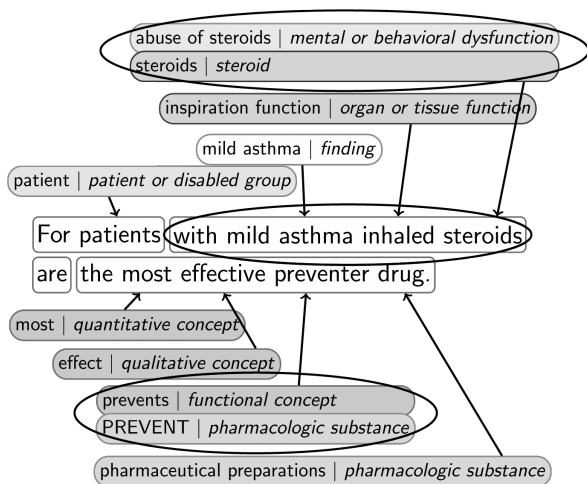 abuse of steroids | mental or behavioral dysfunction
steroids | steroid
inspiration function | organ or tissue function
mild asthma | finding
patient | patient or disabled group
For patients with mild asthma inhaled steroids
are the most effective preventer drug.
most | quantitative concept
effect | qualitative concept
prevents | functional concept
PREVENT | pharmacologic substance
pharmaceutical preparations | pharmacologic substance